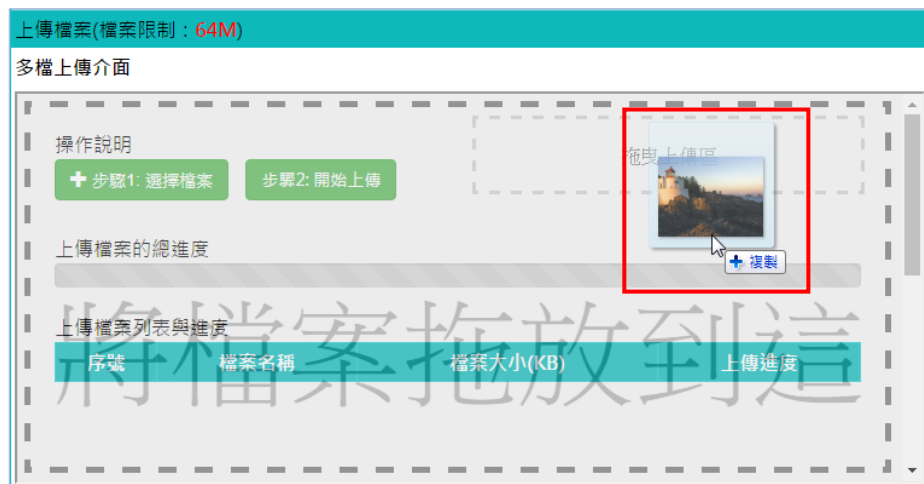 上傳檔案(檔案限制：64M)
多檔上傳介面
操作說明
拖曳上傳區
步驟1: 選擇檔案
步驟2: 開始上傳
上傳檔案的總進度
複製
上傳檔案列表與進度
將檔案拖放到這
序號 檔案名稱 檔案大小(KB) 上傳進度